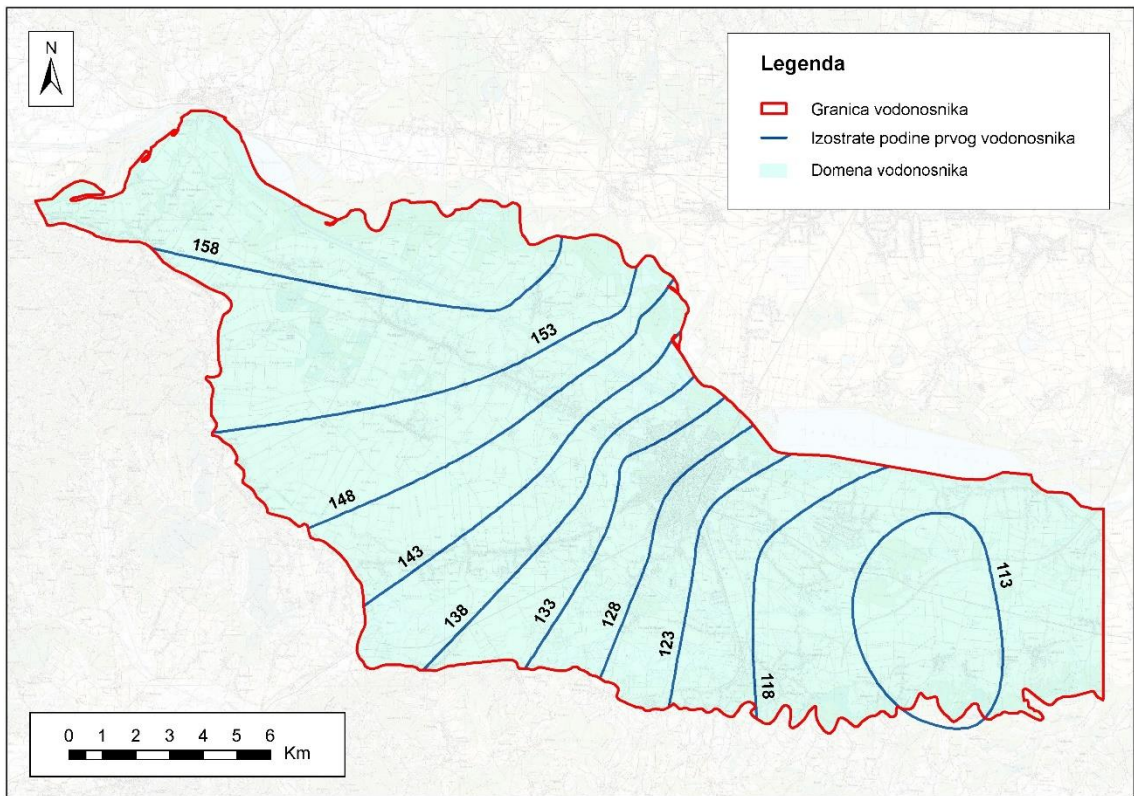 N
Legenda
Granica vodonosnika
Izostrate podine prvog vodonosnika
Domena vodonosnika
158
153
148
143
138
133
128
123
118
113
0 1 2 3 4 5 6
Km